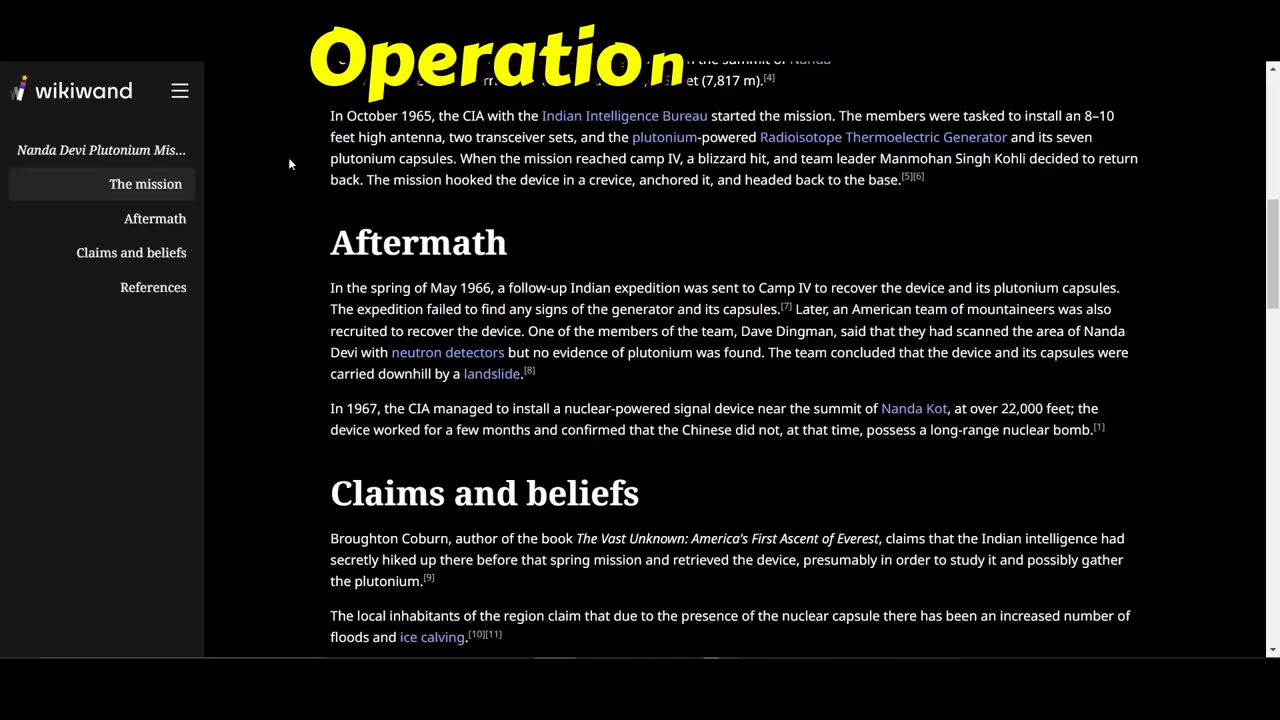 Operation
wikiwand
Nanda Devi Plutonium Mis...
The mission
Aftermath
Claims and beliefs
References
the summit of Nanda
et (7,817 m).[4]
In October 1965, the CIA with the Indian Intelligence Bureau started the mission. The members were tasked to install an 8–10
feet high antenna, two transceiver sets, and the plutonium-powered Radioisotope Thermoelectric Generator and its seven
plutonium capsules. When the mission reached camp IV, a blizzard hit, and team leader Manmohan Singh Kohli decided to return
back. The mission hooked the device in a crevice, anchored it, and headed back to the base.[5][6]
Aftermath
In the spring of May 1966, a follow-up Indian expedition was sent to Camp IV to recover the device and its plutonium capsules.
The expedition failed to find any signs of the generator and its capsules.[7] Later, an American team of mountaineers was also
recruited to recover the device. One of the members of the team, Dave Dingman, said that they had scanned the area of Nanda
Devi with neutron detectors but no evidence of plutonium was found. The team concluded that the device and its capsules were
carried downhill by a landslide.[8]
In 1967, the CIA managed to install a nuclear-powered signal device near the summit of Nanda Kot, at over 22,000 feet; the
device worked for a few months and confirmed that the Chinese did not, at that time, possess a long-range nuclear bomb.[1]
Claims and beliefs
Broughton Coburn, author of the book The Vast Unknown: America's First Ascent of Everest, claims that the Indian intelligence had
secretly hiked up there before that spring mission and retrieved the device, presumably in order to study it and possibly gather
the plutonium.[9]
The local inhabitants of the region claim that due to the presence of the nuclear capsule there has been an increased number of
floods and ice calving.[10][11]